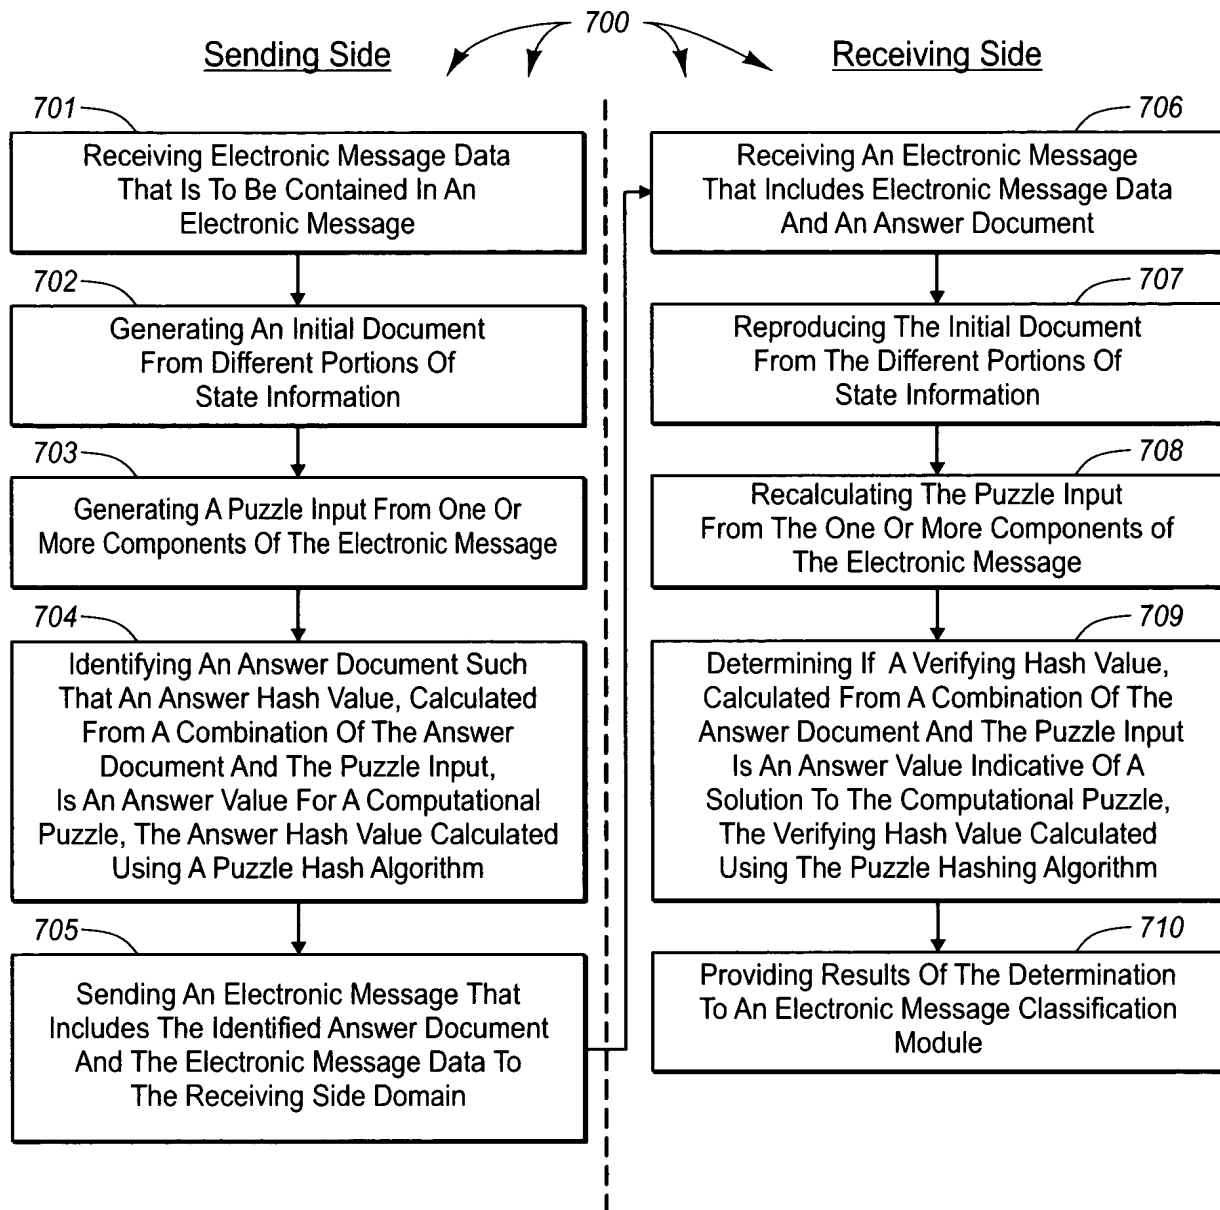 700
Sending Side
Receiving Side
701
Receiving Electronic Message Data
That Is To Be Contained In An
Electronic Message
702
Generating An Initial Document
From Different Portions Of
State Information
703
Generating A Puzzle Input From One Or
More Components Of The Electronic Message
704
Identifying An Answer Document Such
That An Answer Hash Value, Calculated
From A Combination Of The Answer
Document And The Puzzle Input,
Is An Answer Value For A Computational
Puzzle, The Answer Hash Value Calculated
Using A Puzzle Hash Algorithm
705
Sending An Electronic Message That
Includes The Identified Answer Document
And The Electronic Message Data To
The Receiving Side Domain
706
Receiving An Electronic Message
That Includes Electronic Message Data
And An Answer Document
707
Reproducing The Initial Document
From The Different Portions Of
State Information
708
Recalculating The Puzzle Input
From The One Or More Components of
The Electronic Message
709
Determining If A Verifying Hash Value,
Calculated From A Combination Of The
Answer Document And The Puzzle Input
Is An Answer Value Indicative Of A
Solution To The Computational Puzzle,
The Verifying Hash Value Calculated
Using The Puzzle Hashing Algorithm
710
Providing Results Of The Determination
To An Electronic Message Classification
Module